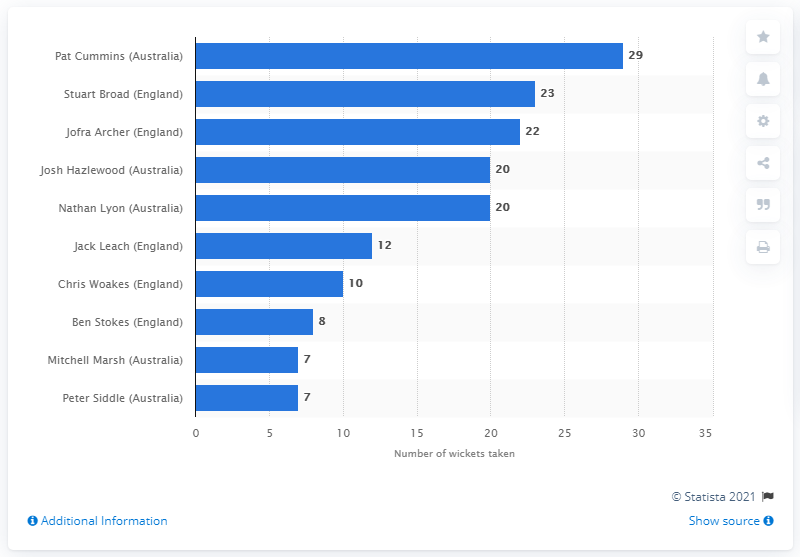 Pat Cummins (Australia) 29
Stuart Broad (England) 23
Jofra Archer (England) 22
Josh Hazlewood (Australia) 20
Nathan Lyon (Australia) 20
Jack Leach (England) 12
Chris Woakes (England) 10
Ben Stokes (England) 8
Mitchell Marsh (Australia) 7
Peter Siddle (Australia) 7
0 5 10 15 20 25 30 35
Number of wickets taken
© Statista 2021
Additional Information Show source